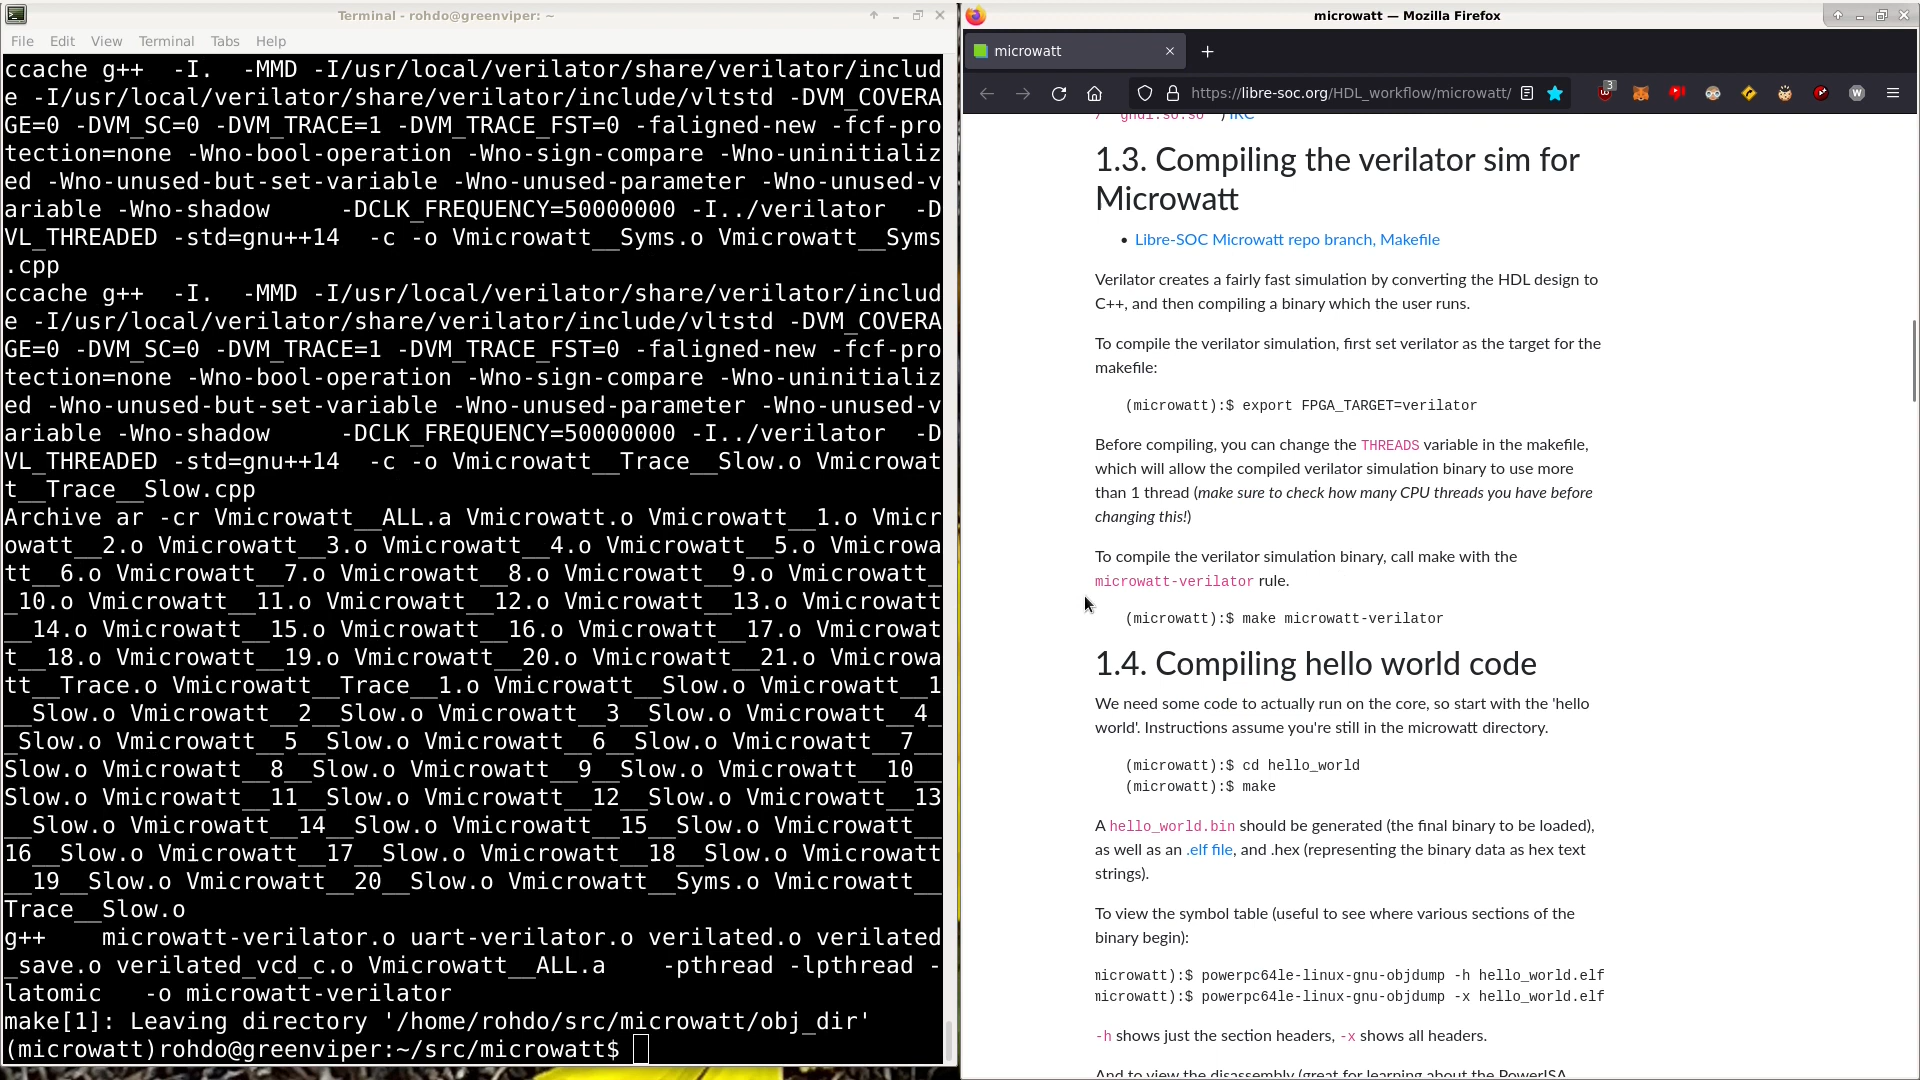 Terminal - rohdo@greenviper: ~
File Edit View Terminal Tabs Help
ccache g++  -I.  -MMD -I/usr/local/verilator/share/verilator/includ
e -I/usr/local/verilator/share/verilator/include/vltstd -DVM_COVERA
GE=0 -DVM_SC=0 -DVM_TRACE=1 -DVM_TRACE_FST=0 -faligned-new -fcf-pro
tection=none -Wno-bool-operation -Wno-sign-compare -Wno-uninitializ
ed -Wno-unused-but-set-variable -Wno-unused-parameter -Wno-unused-v
ariable -Wno-shadow     -DCLK_FREQUENCY=50000000 -I../verilator  -D
VL_THREADED -std=gnu++14  -c -o Vmicrowatt__Syms.o Vmicrowatt__Syms
.cpp
ccache g++  -I.  -MMD -I/usr/local/verilator/share/verilator/includ
e -I/usr/local/verilator/share/verilator/include/vltstd -DVM_COVERA
GE=0 -DVM_SC=0 -DVM_TRACE=1 -DVM_TRACE_FST=0 -faligned-new -fcf-pro
tection=none -Wno-bool-operation -Wno-sign-compare -Wno-uninitializ
ed -Wno-unused-but-set-variable -Wno-unused-parameter -Wno-unused-v
ariable -Wno-shadow     -DCLK_FREQUENCY=50000000 -I../verilator  -D
VL_THREADED -std=gnu++14  -c -o Vmicrowatt__Trace__Slow.o Vmicrowat
t__Trace__Slow.cpp
Archive ar -cr Vmicrowatt__ALL.a Vmicrowatt.o Vmicrowatt__1.o Vmicr
owatt__2.o Vmicrowatt__3.o Vmicrowatt__4.o Vmicrowatt__5.o Vmicrowa
tt__6.o Vmicrowatt__7.o Vmicrowatt__8.o Vmicrowatt__9.o Vmicrowatt_
_10.o Vmicrowatt__11.o Vmicrowatt__12.o Vmicrowatt__13.o Vmicrowatt
__14.o Vmicrowatt__15.o Vmicrowatt__16.o Vmicrowatt__17.o Vmicrowat
t__18.o Vmicrowatt__19.o Vmicrowatt__20.o Vmicrowatt__21.o Vmicrowa
tt__Trace.o Vmicrowatt__Trace__1.o Vmicrowatt__Slow.o Vmicrowatt__1
__Slow.o Vmicrowatt__2__Slow.o Vmicrowatt__3__Slow.o Vmicrowatt__4_
_Slow.o Vmicrowatt__5__Slow.o Vmicrowatt__6__Slow.o Vmicrowatt__7__
Slow.o Vmicrowatt__8__Slow.o Vmicrowatt__9__Slow.o Vmicrowatt__10__
Slow.o Vmicrowatt__11__Slow.o Vmicrowatt__12__Slow.o Vmicrowatt__13
__Slow.o Vmicrowatt__14__Slow.o Vmicrowatt__15__Slow.o Vmicrowatt__
16__Slow.o Vmicrowatt__17__Slow.o Vmicrowatt__18__Slow.o Vmicrowatt
__19__Slow.o Vmicrowatt__20__Slow.o Vmicrowatt__Syms.o Vmicrowatt__
Trace__Slow.o
g++    microwatt-verilator.o uart-verilator.o verilated.o verilated
_save.o verilated_vcd_c.o Vmicrowatt__ALL.a    -pthread -lpthread -
latomic   -o microwatt-verilator
make[1]: Leaving directory '/home/rohdo/src/microwatt/obj_dir'
(microwatt)rohdo@greenviper:~/src/microwatt$
microwatt — Mozilla Firefox
microwatt
https://libre-soc.org/HDL_workflow/microwatt/
3
W
IRC
1.3. Compiling the verilator sim for
Microwatt
• Libre-SOC Microwatt repo branch, Makefile
Verilator creates a fairly fast simulation by converting the HDL design to
C++, and then compiling a binary which the user runs.
To compile the verilator simulation, first set verilator as the target for the
makefile:
(microwatt):$ export FPGA_TARGET=verilator
Before compiling, you can change the THREADS variable in the makefile,
which will allow the compiled verilator simulation binary to use more
than 1 thread (make sure to check how many CPU threads you have before
changing this!)
To compile the verilator simulation binary, call make with the
microwatt-verilator rule.
(microwatt):$ make microwatt-verilator
1.4. Compiling hello world code
We need some code to actually run on the core, so start with the 'hello
world'. Instructions assume you're still in the microwatt directory.
(microwatt):$ cd hello_world
(microwatt):$ make
A hello_world.bin should be generated (the final binary to be loaded),
as well as an .elf file, and .hex (representing the binary data as hex text
strings).
To view the symbol table (useful to see where various sections of the
binary begin):
microwatt):$ powerpc64le-linux-gnu-objdump -h hello_world.elf
microwatt):$ powerpc64le-linux-gnu-objdump -x hello_world.elf
-h shows just the section headers, -x shows all headers.
And to view the disassembly (great for learning about the PowerISA